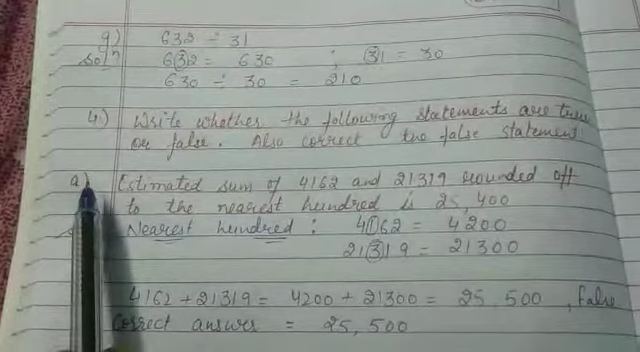 g) 632 ÷ 31
Sol? 632 = 630 ; 31 = 30
630 ÷ 30 = 210
4) Write whether the following statements are true
or false. Also correct the false statement
a) Estimated sum of 4162 and 21319 rounded off
to the nearest hundred is 25,400
Nearest hundred : 4162 = 4200
21319 = 21300
4162 + 21319 = 4200 + 21300 = 25 500, False
Correct answer = 25,500